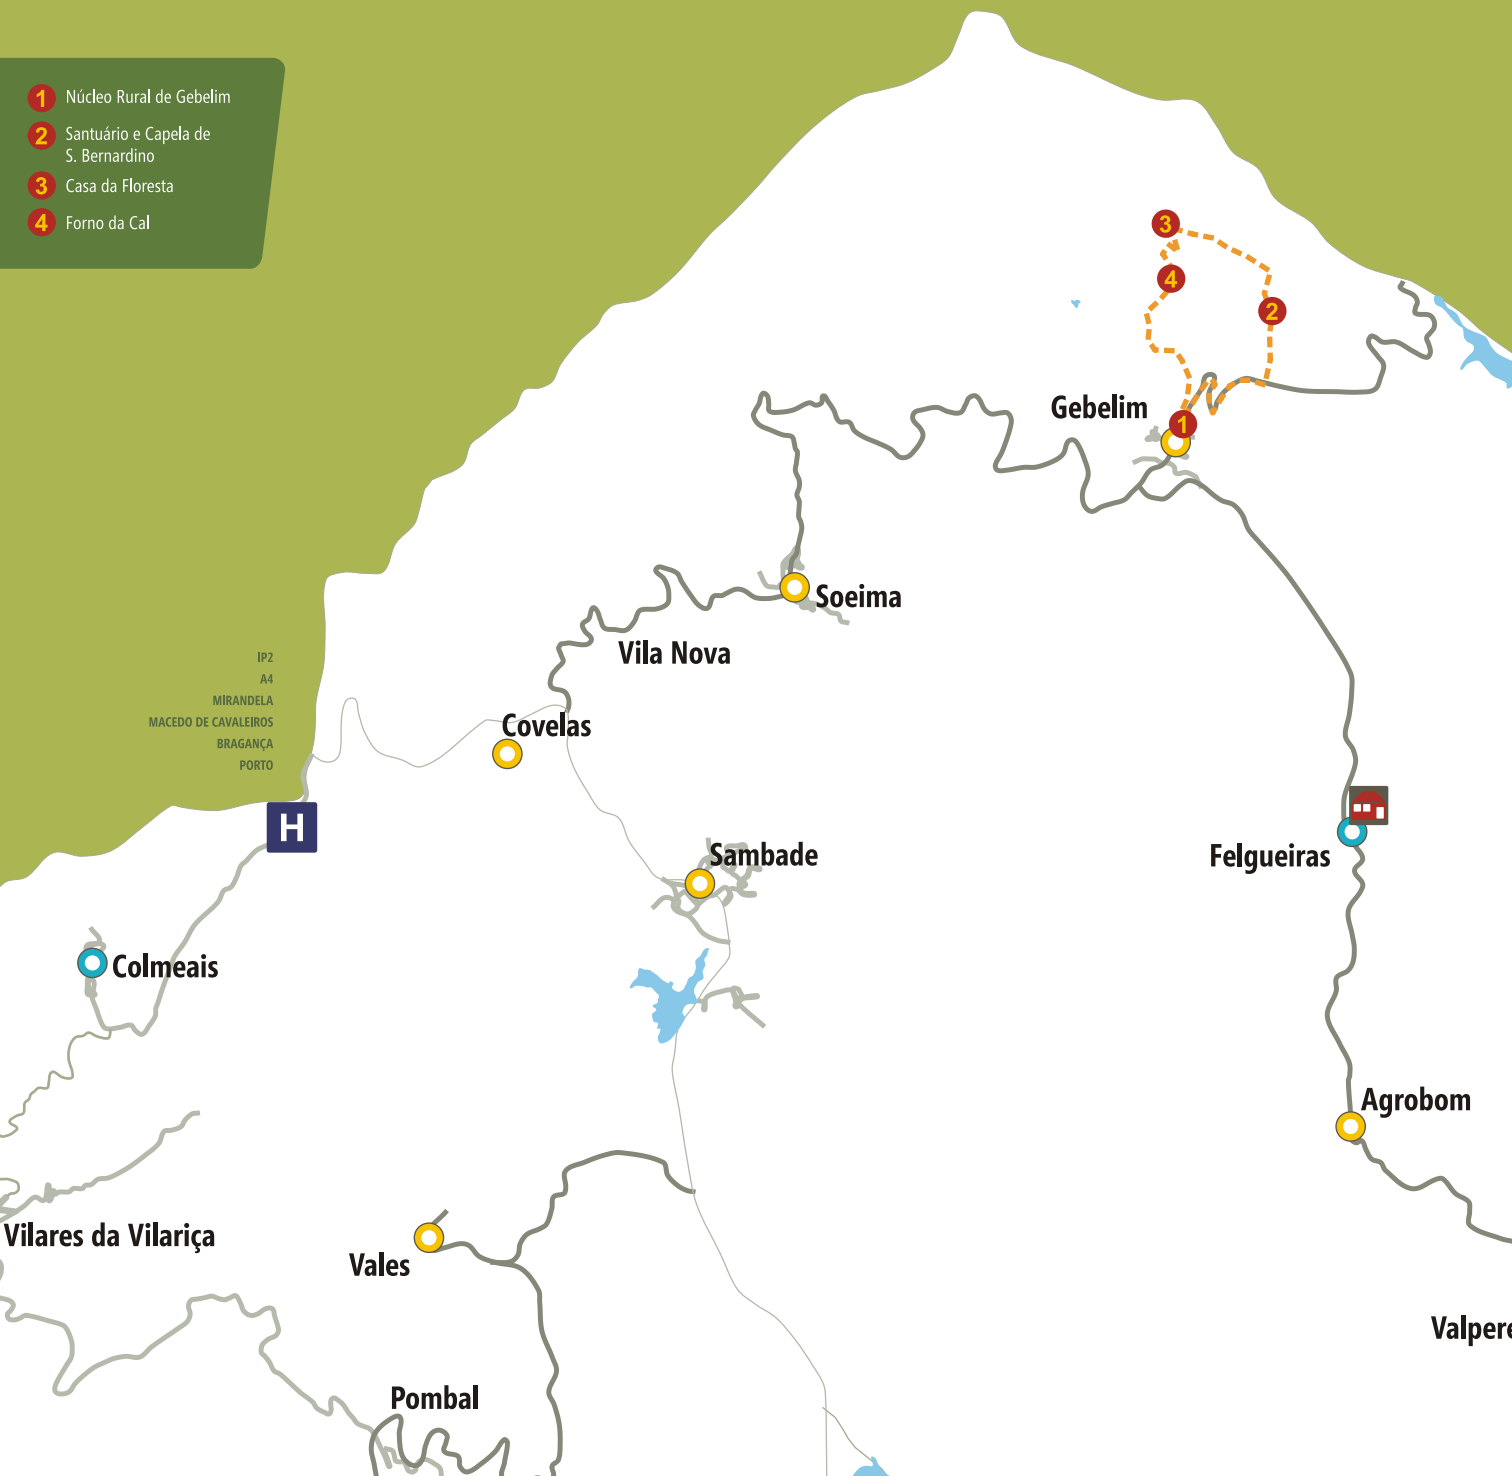 1 Núcleo Rural de Gebelim
2 Santuário e Capela de
S. Bernardino
3 Casa da Floresta
4 Forno da Cal
3
4
2
Gebelim
1
Soeima
Vila Nova
IP2
A4
MIRANDELA
MACEDO DE CAVALEIROS
BRAGANÇA
PORTO
Covelas
H
Sambade
Felgueiras
Colmeais
Agrobom
Vilares da Vilariça
Vales
Valpere
Pombal